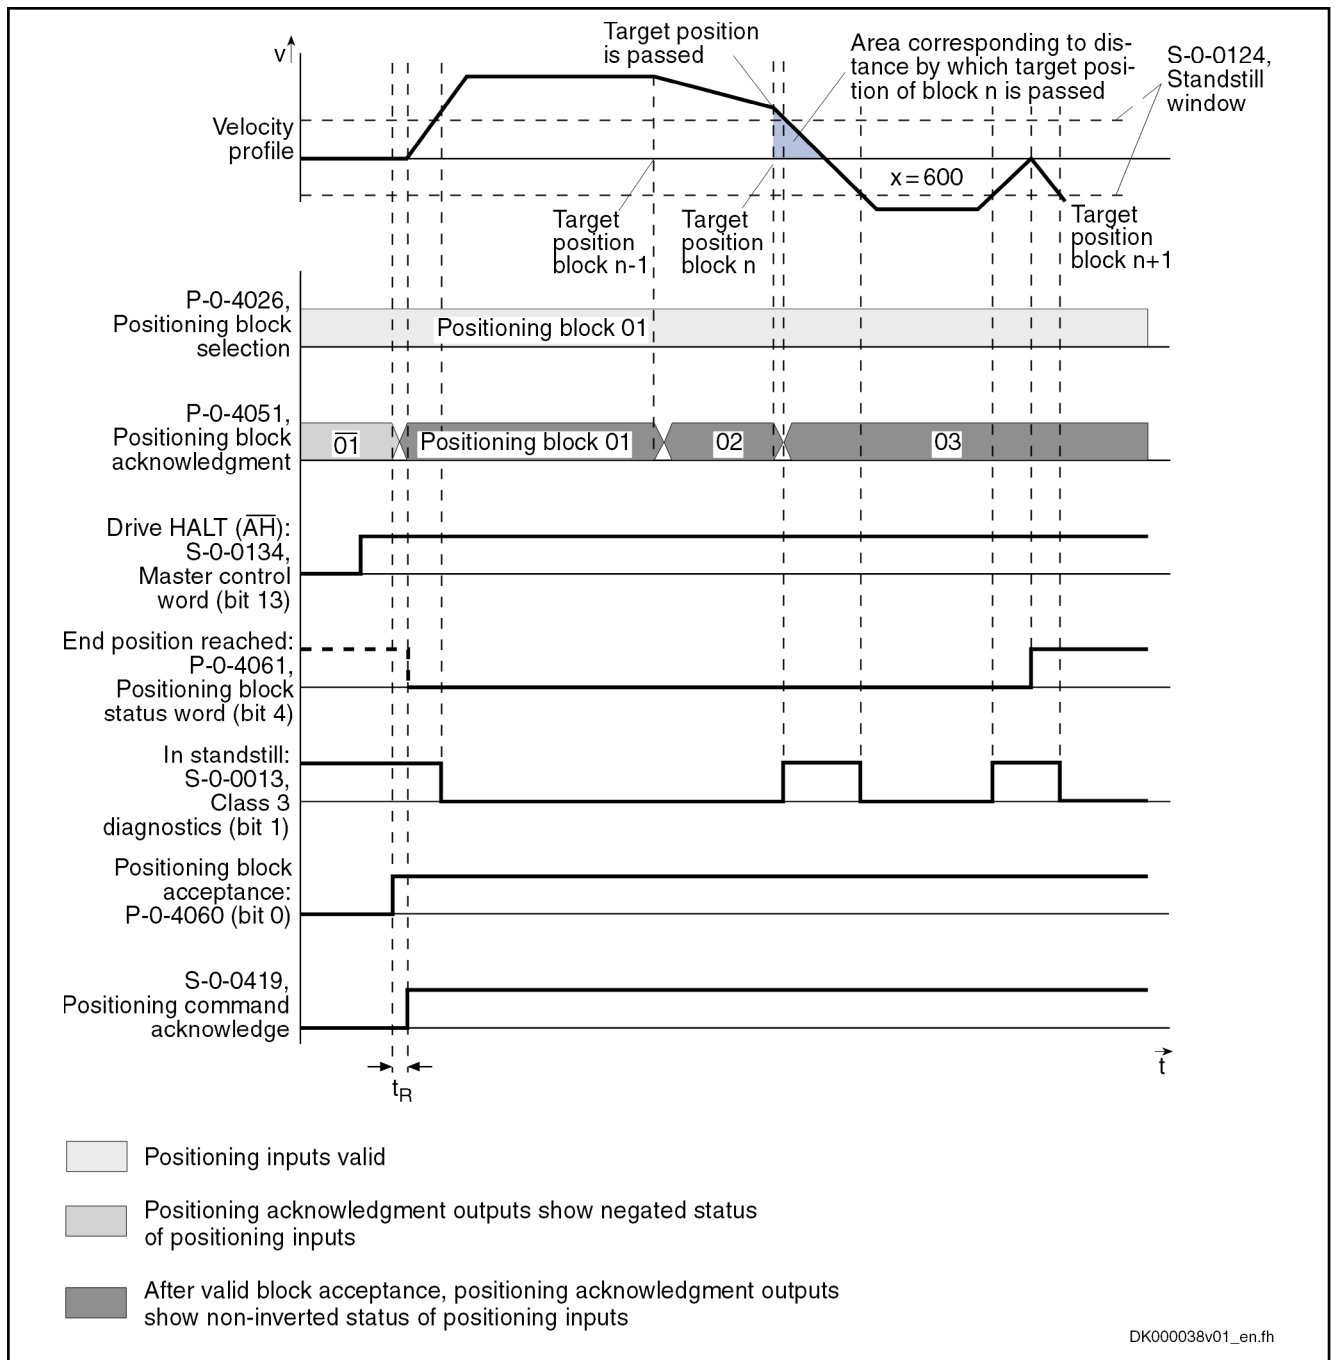 v
Target position
is passed
Area corresponding to dis-
tance by which target posi-
tion of block n is passed
S-0-0124,
Standstill
window
Velocity
profile
x=600
Target
position
block n-1
Target
position
block n
Target
position
block n+1
P-0-4026,
Positioning block
selection
Positioning block 01
P-0-4051,
Positioning block
acknowledgment
0̅1̅
Positioning block 01
02
03
Drive HALT (A̅H̅):
S-0-0134,
Master control
word (bit 13)
End position reached:
P-0-4061,
Positioning block
status word (bit 4)
In standstill:
S-0-0013,
Class 3
diagnostics (bit 1)
Positioning block
acceptance:
P-0-4060 (bit 0)
S-0-0419,
Positioning command
acknowledge
t
tR
Positioning inputs valid
Positioning acknowledgment outputs show negated status
of positioning inputs
After valid block acceptance, positioning acknowledgment outputs
show non-inverted status of positioning inputs
DK000038v01_en.fh